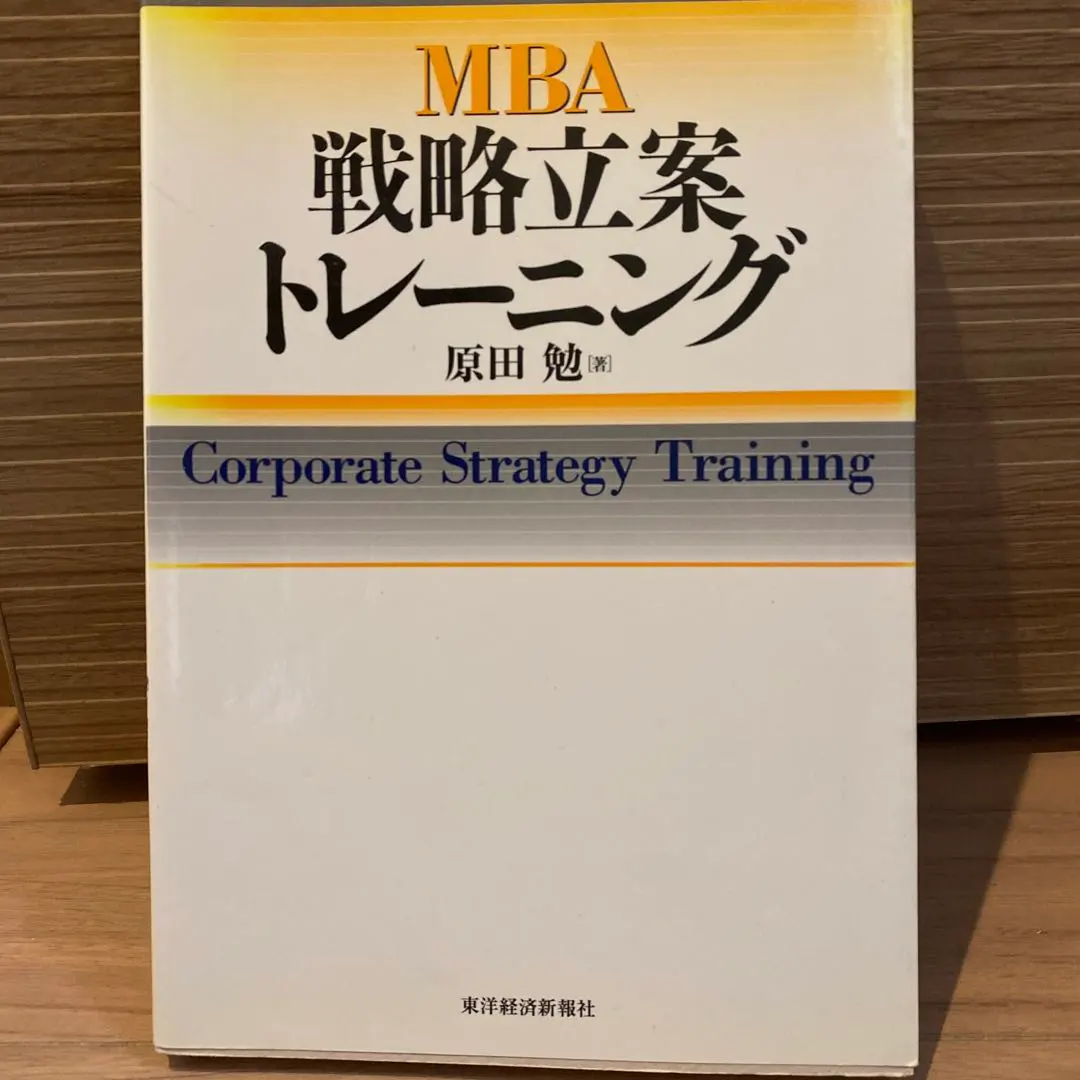 MBA
戦略立案
トレーニング
原田 勉[著]
Corporate Strategy Training
東洋経済新報社